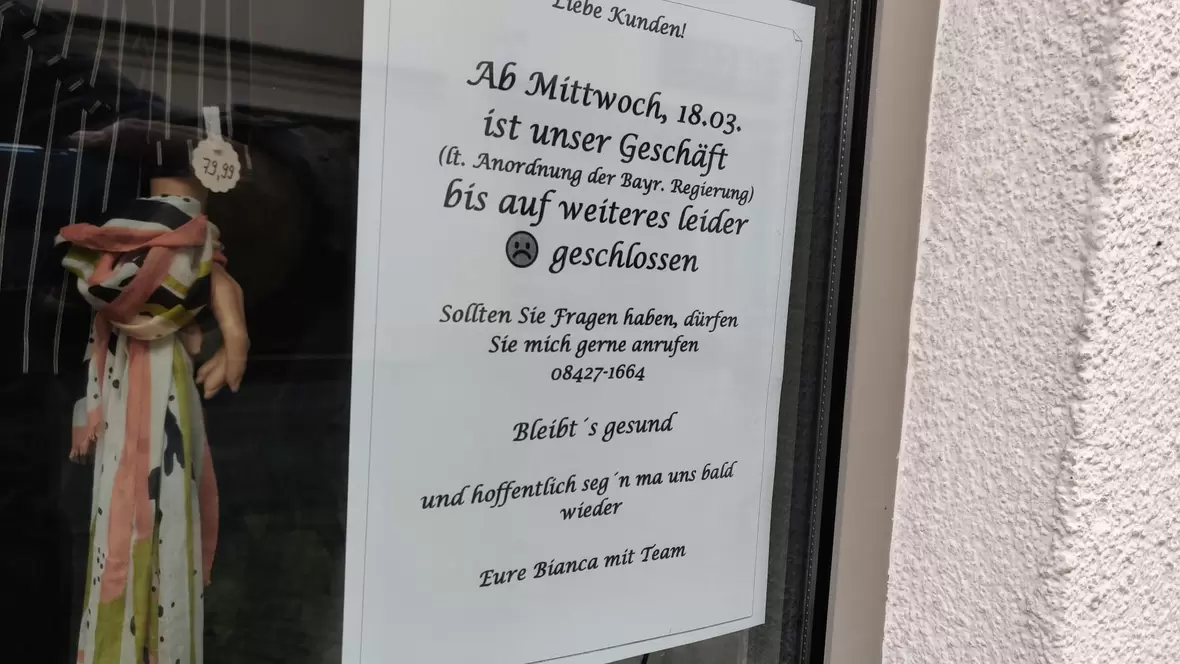 Liebe Kunden!
Ab Mittwoch, 18.03.
ist unser Geschäft
(lt. Anordnung der Bayr. Regierung)
bis auf weiteres leider
geschlossen
Sollten Sie Fragen haben, dürfen
Sie mich gerne anrufen
08427-1664
Bleibt ´s gesund
und hoffentlich seg´n ma uns bald
wieder
Eure Bianca mit Team
79,99